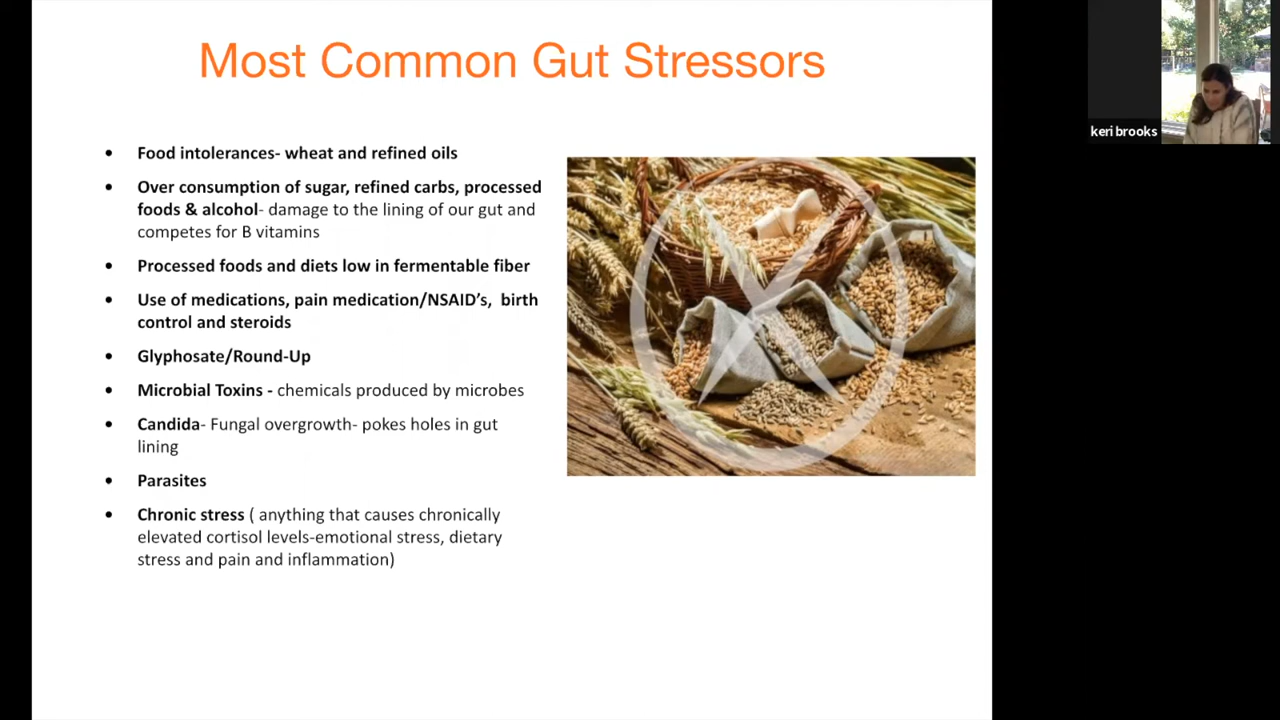 Most Common Gut Stressors
keri brooks
• Food intolerances- wheat and refined oils
• Over consumption of sugar, refined carbs, processed
foods & alcohol- damage to the lining of our gut and
competes for B vitamins
• Processed foods and diets low in fermentable fiber
• Use of medications, pain medication/NSAID’s,  birth
control and steroids
• Glyphosate/Round-Up
• Microbial Toxins - chemicals produced by microbes
• Candida- Fungal overgrowth- pokes holes in gut
lining
• Parasites
• Chronic stress ( anything that causes chronically
elevated cortisol levels-emotional stress, dietary
stress and pain and inflammation)